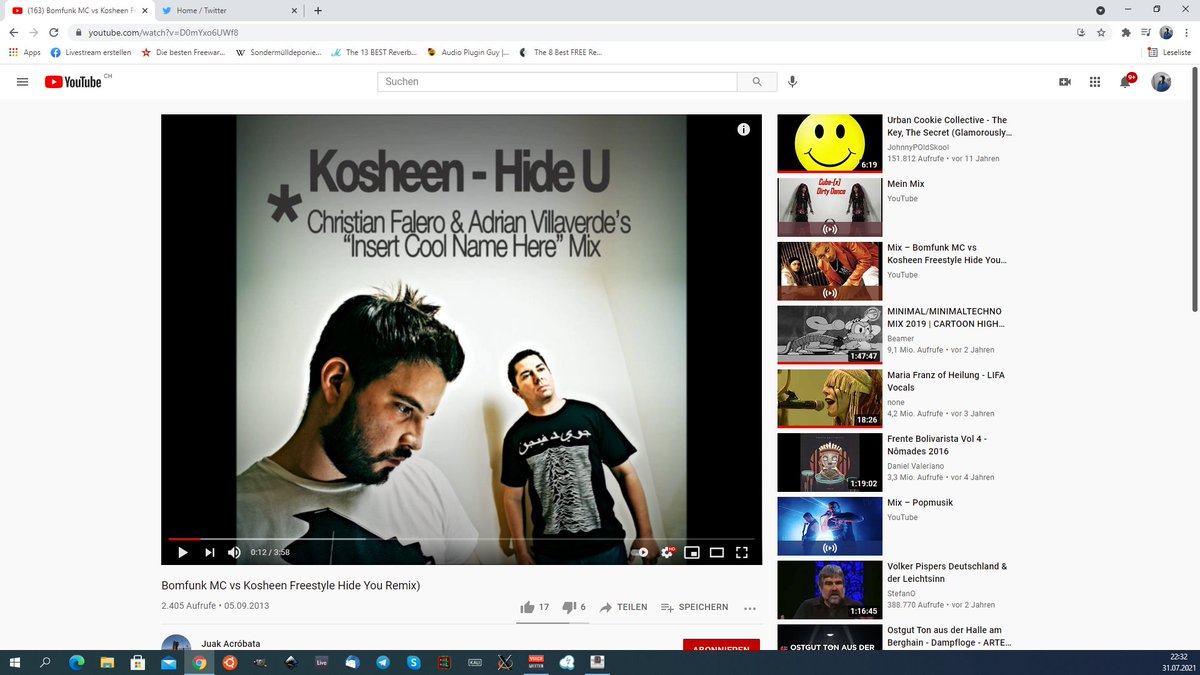 (163) Bomfunk MC vs Kosheen F
Home / Twitter
youtube.com/watch?v=D0mYxo6UWf8
Apps
Livestream erstellen
Die besten Freewar...
Sondermülldeponie...
The 13 BEST Reverb...
Audio Plugin Guy |...
The 8 Best FREE Re...
Leseliste
YouTube CH
Suchen
9+
Kosheen - Hide U
* Christian Falero & Adrian Villaverde's
"Insert Cool Name Here" Mix
0:12 / 3:58
HD
Bomfunk MC vs Kosheen Freestyle Hide You Remix)
2.405 Aufrufe • 05.09.2013
17
6
TEILEN
SPEICHERN
Juak Acróbata
ABONNIEREN
6:19
Urban Cookie Collective - The
Key, The Secret (Glamorously...
JohnnyPOldSkool
151.812 Aufrufe • vor 11 Jahren
Cube-(x)
Dirty Dance
Mein Mix
YouTube
Mix – Bomfunk MC vs
Kosheen Freestyle Hide You...
YouTube
1:47:47
MINIMAL/MINIMALTECHNO
MIX 2019 | CARTOON HIGH...
Beamer
9,1 Mio. Aufrufe • vor 2 Jahren
18:26
Maria Franz of Heilung - LIFA
Vocals
none
4,2 Mio. Aufrufe • vor 3 Jahren
1:19:02
Frente Bolivarista Vol 4 -
Nômades 2016
Daniel Valeriano
3,3 Mio. Aufrufe • vor 4 Jahren
Mix – Popmusik
YouTube
1:16:45
Volker Pispers Deutschland &
der Leichtsinn
StefanO
388.770 Aufrufe • vor 2 Jahren
OSTGUT TON AUS DER
Ostgut Ton aus der Halle am
Berghain - Dampfloge - ARTE...
Live
KALI
22:32
31.07.2021